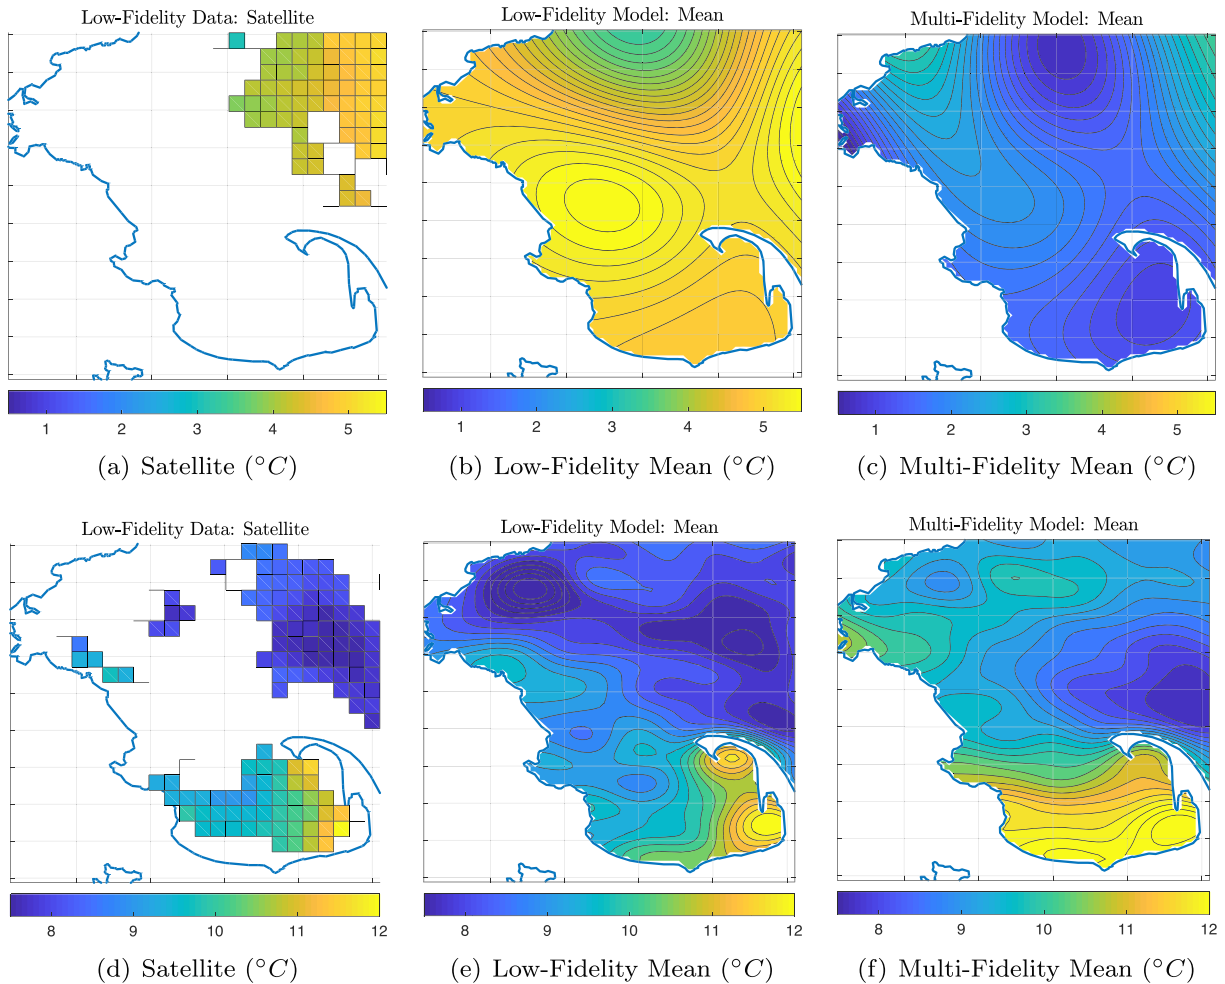 Low-Fidelity Data: Satellite
Low-Fidelity Model: Mean
Multi-Fidelity Model: Mean
1 2 3 4 5
1 2 3 4 5
1 2 3 4 5
(a) Satellite (°C)
(b) Low-Fidelity Mean (°C)
(c) Multi-Fidelity Mean (°C)
Low-Fidelity Data: Satellite
Low-Fidelity Model: Mean
Multi-Fidelity Model: Mean
8 9 10 11 12
8 9 10 11 12
8 9 10 11 12
(d) Satellite (°C)
(e) Low-Fidelity Mean (°C)
(f) Multi-Fidelity Mean (°C)